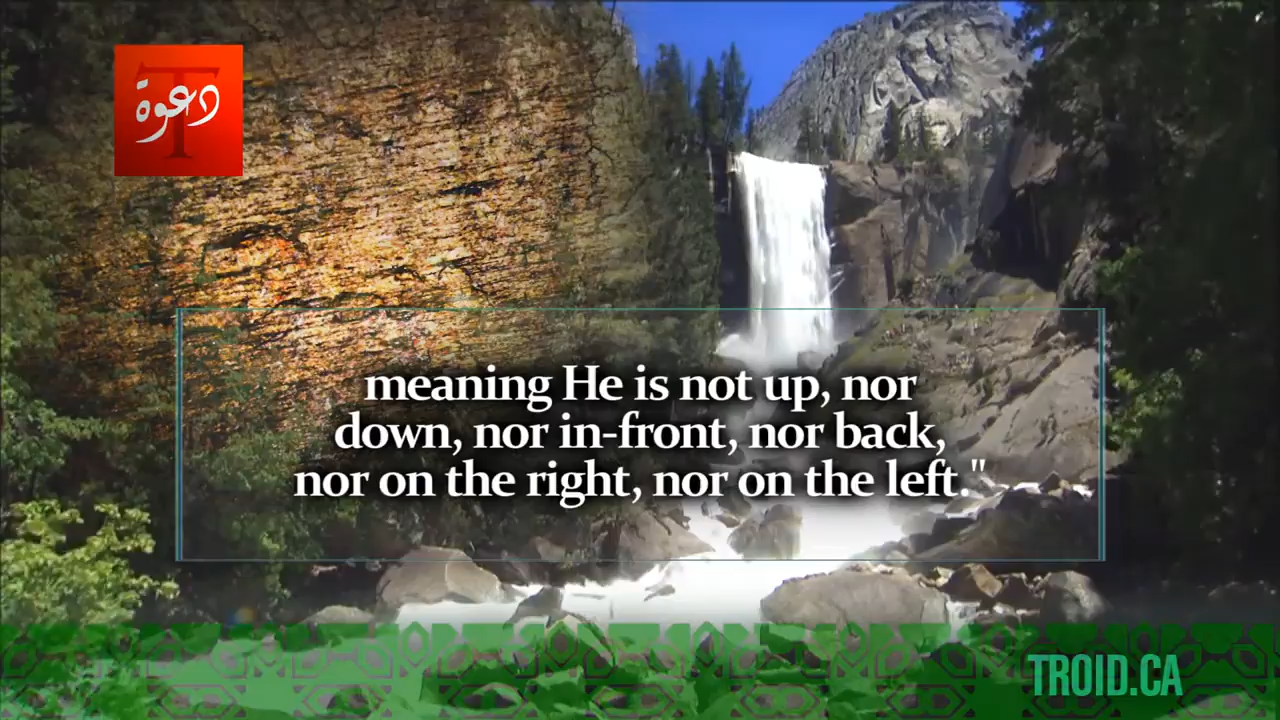 T
دعوة
meaning He is not up, nor
down, nor in-front, nor back,
nor on the right, nor on the left."
TROID.CA